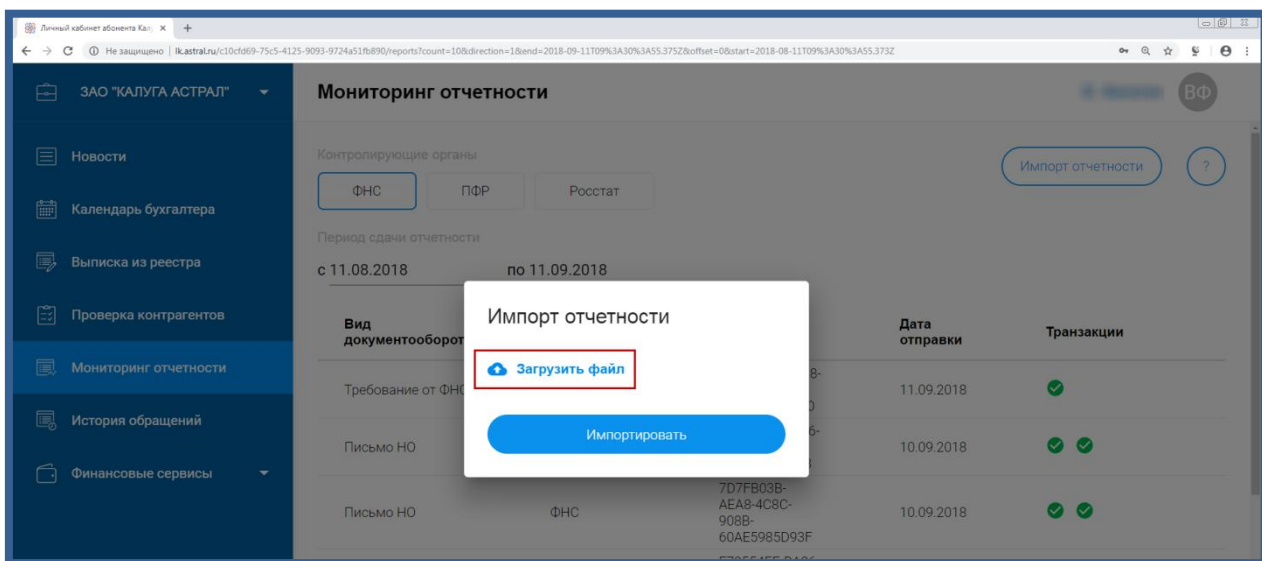 Личный кабинет абонента Кал
Не защищено | lk.astral.ru/c10cfd69-75c5-4125-9093-9724a51fb890/reports?count=10&direction=1&end=2018-09-11T09%3A30%3A55.375Z&offset=0&start=2018-08-11T09%3A30%3A55.373Z
ЗАО "КАЛУГА АСТРАЛ"
Мониторинг отчетности
ВФ
Новости
Календарь бухгалтера
Выписка из реестра
Проверка контрагентов
Мониторинг отчетности
История обращений
Финансовые сервисы
Контролирующие органы
Импорт отчетности
?
ФНС ПФР Росстат
Период сдачи отчетности
с 11.08.2018 по 11.09.2018
Импорт отчетности
Загрузить файл
Импортировать
Вид документооборот
Дата отправки
Транзакции
Требование от ФНС 11.09.2018
Письмо НО 10.09.2018
Письмо НО ФНС
7D7FB03B-
AEA8-4C8C-
908B-
60AE5985D93F
10.09.2018